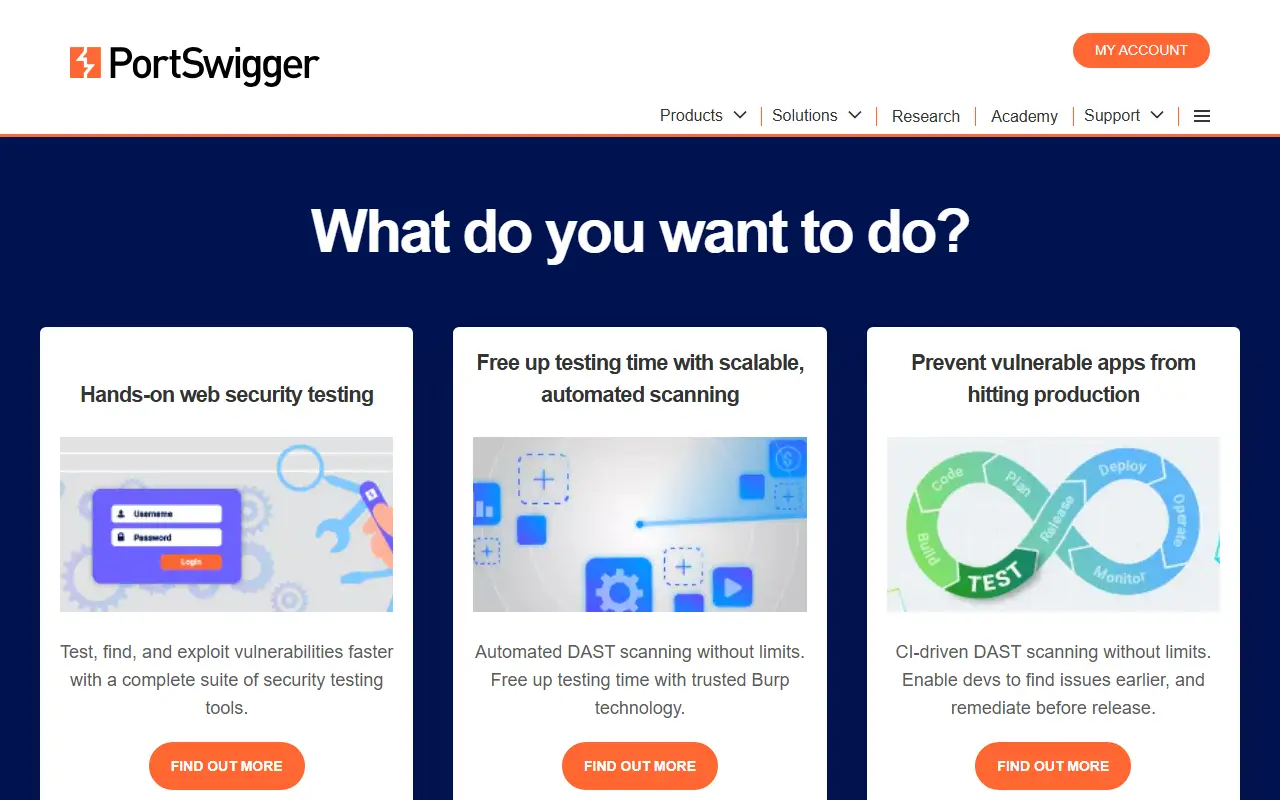 PortSwigger
MY ACCOUNT
Products
Solutions
Research
Academy
Support
What do you want to do?
Hands-on web security testing
Username
Password
Login
Test, find, and exploit vulnerabilities faster
with a complete suite of security testing
tools.
FIND OUT MORE
Free up testing time with scalable,
automated scanning
Automated DAST scanning without limits.
Free up testing time with trusted Burp
technology.
FIND OUT MORE
Prevent vulnerable apps from
hitting production
Code
Plan
Release
Deploy
Operate
Monitor
TEST
Build
CI-driven DAST scanning without limits.
Enable devs to find issues earlier, and
remediate before release.
FIND OUT MORE